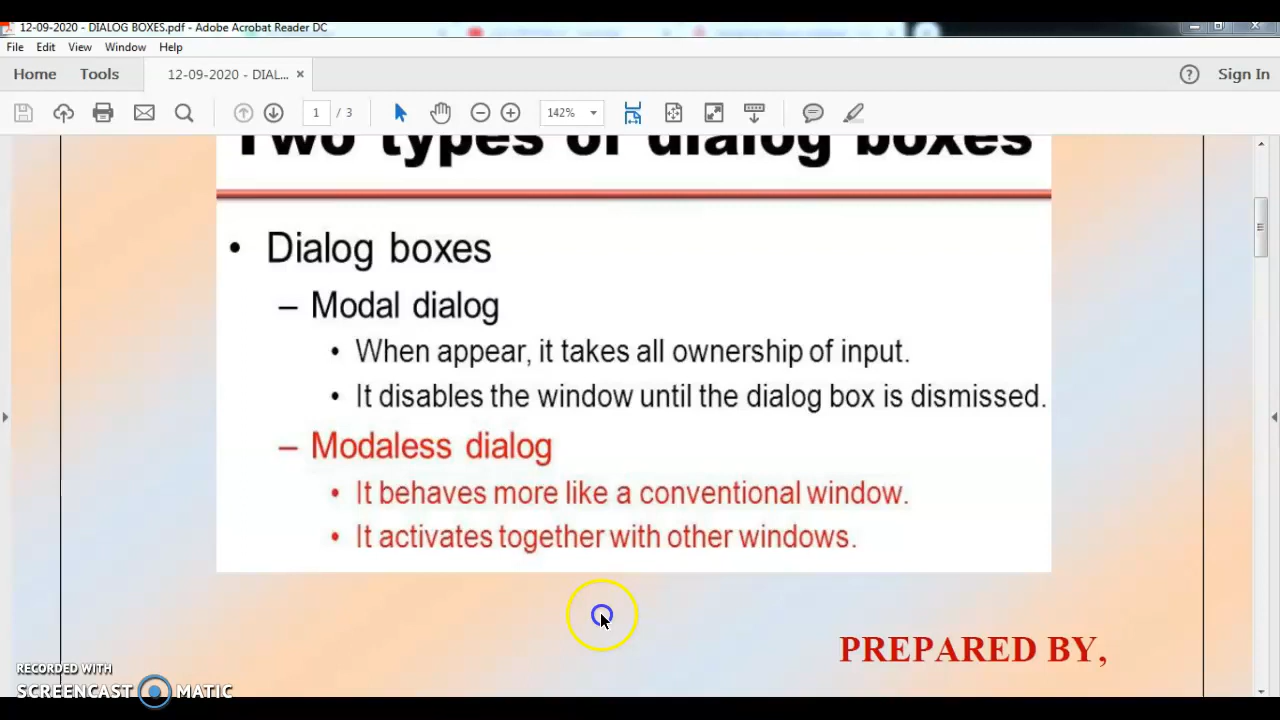 12-09-2020 - DIALOG BOXES.pdf - Adobe Acrobat Reader DC
File Edit View Window Help
Home Tools 12-09-2020 - DIAL... × Sign In
1 / 3 142%
Two types of dialog boxes
• Dialog boxes
– Modal dialog
• When appear, it takes all ownership of input.
• It disables the window until the dialog box is dismissed.
– Modaless dialog
• It behaves more like a conventional window.
• It activates together with other windows.
PREPARED BY,
RECORDED WITH
SCREENCAST MATIC